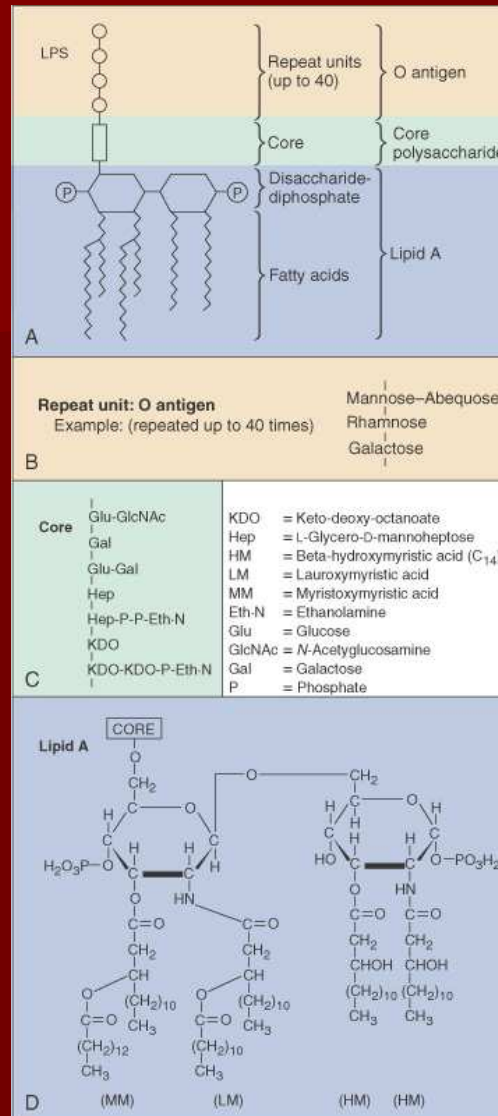 LPS
Repeat units
(up to 40)
O antigen
Core
Core
polysaccharide
P
P
Disaccharide-
diphosphate
Fatty acids
Lipid A
A
Repeat unit: O antigen
Example: (repeated up to 40 times)
Mannose–Abequose
Rhamnose
Galactose
B
Core
Glu-GlcNAc
Gal
Glu-Gal
Hep
Hep-P-P-Eth-N
KDO
KDO-KDO-P-Eth-N
C
KDO = Keto-deoxy-octanoate
Hep = L-Glycero-D-mannoheptose
HM = Beta-hydroxymyristic acid (C14)
LM = Lauroxymyristic acid
MM = Myristoxymyristic acid
Eth-N = Ethanolamine
Glu = Glucose
GlcNAc = N-Acetyglucosamine
Gal = Galactose
P = Phosphate
Lipid A
CORE
O
CH2 O CH2
C O C O
H H H H
C C C C
H2O3P-O HO O-PO3H2
C C C C
O HN O HN
C=O C=O C=O C=O
CH2 CH2 CH2 CH2
CH CH CHOH CHOH
O (CH2)10 O (CH2)10 (CH2)10 (CH2)10
C=O CH3 C=O CH3 CH3 CH3
(CH2)12 (CH2)10
CH3 CH3
D (MM) (LM) (HM) (HM)